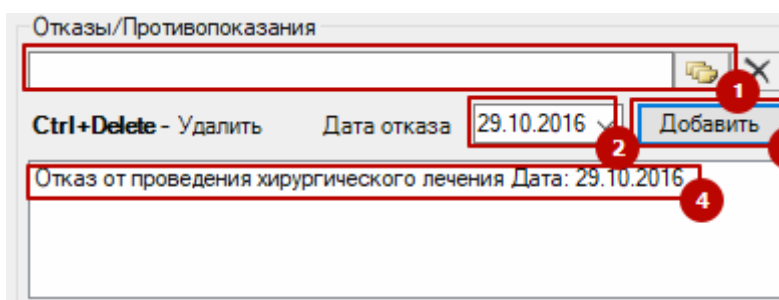 Отказы/Противопоказания
1
Ctrl+Delete - Удалить Дата отказа 29.10.2016 Добавить
2
Отказ от проведения хирургического лечения Дата: 29.10.2016
4